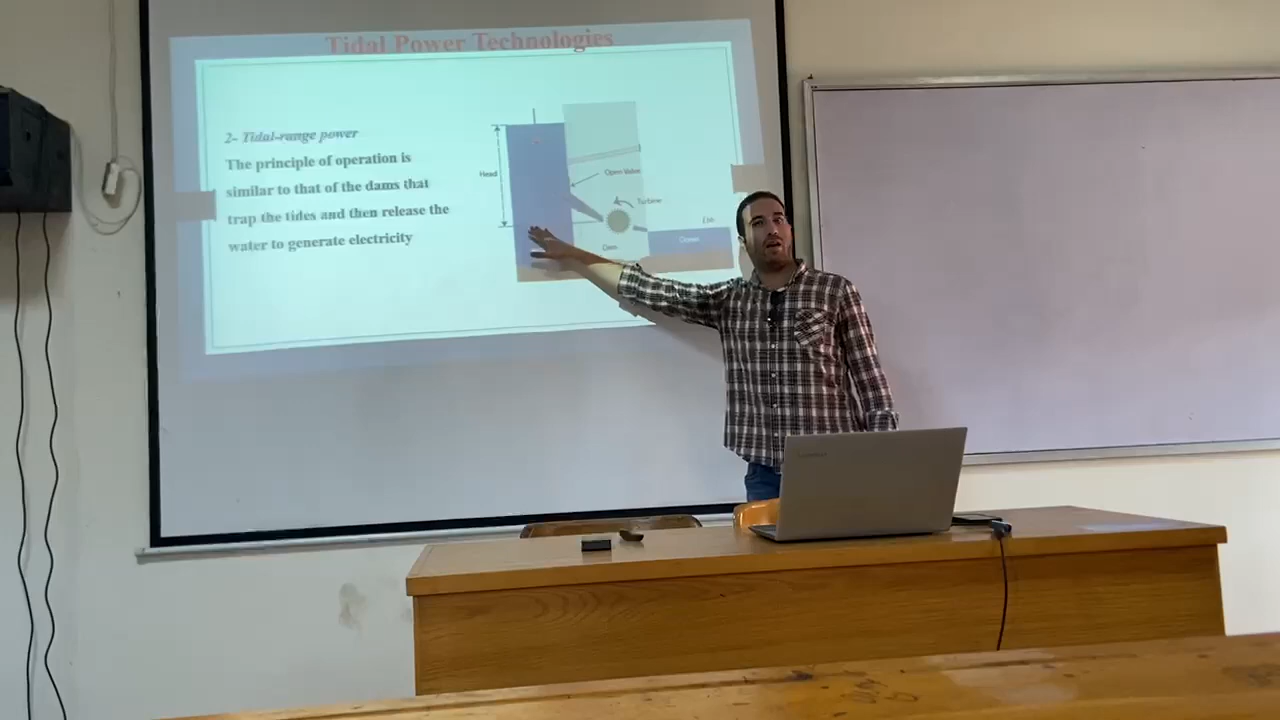 Tidal Power Technologies
2- Tidal-range power
The principle of operation is
similar to that of the dams that
trap the tides and then release the
water to generate electricity
Head
Open Valve
Turbine
Dam
Ocean